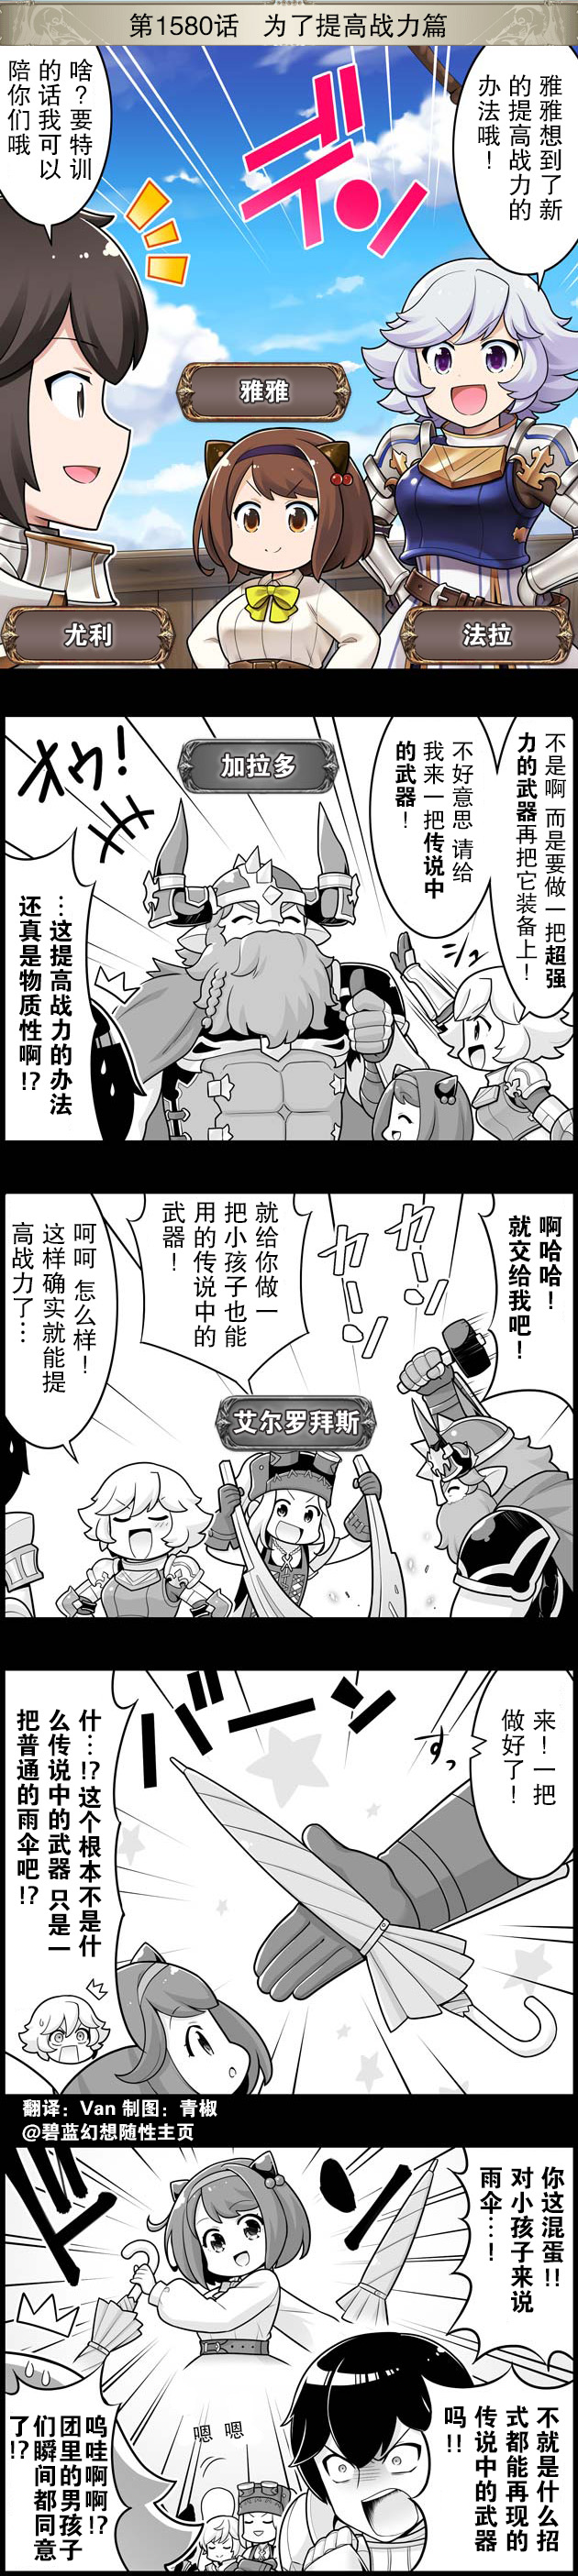 第1580话 为了提高战力篇
雅雅想到了新
的提高战力的
办法哦！
デデン
啥？要特训
的话我可以
陪你们哦
雅雅
尤利
法拉
不是啊 而是要做一把超强
力的武器再把它装备上！
不好意思 请给
我来一把传说中
的武器！
加拉多
オウ！
シュ
…这提高战力的办法
还真是物质性啊!?
啊哈哈！
就交给我吧！
カンカン
就给你做一
把小孩子也能
用的传说中的
武器！
艾尔罗拜斯
呵呵 怎么样！
这样确实就能提
高战力了…
来！一把
做好了！
すっ
バーン
什…!?这个根本不是什
么传说中的武器 只是一
把普通的雨伞吧!?
翻译：Van 制图：青椒
@碧蓝幻想随性主页
你这混蛋!!
对小孩子来说
雨伞…！
ドン
不就是什么招
式都能再现的
传说中的武器
吗!!
嗯 嗯
呜哇啊啊!?
团里的男孩子
们瞬间都同意
了!?